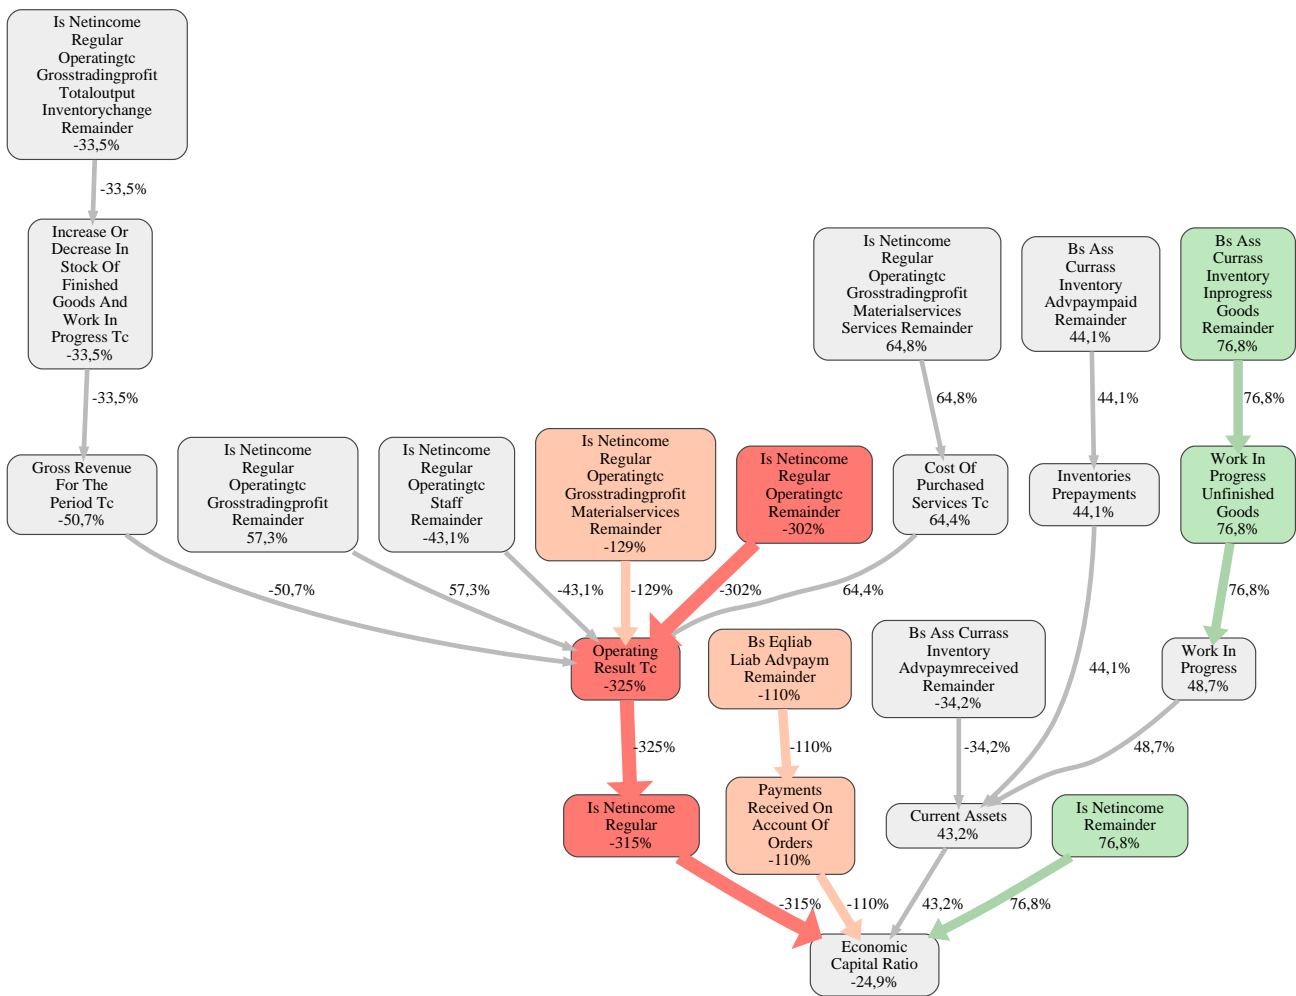 Is Netincome
Regular
Operatingtc
Grosstradingprofit
Totaloutput
Inventorychange
Remainder
-33,5%
-33,5%
Increase Or
Decrease In
Stock Of
Finished
Goods And
Work In
Progress Tc
-33,5%
Is Netincome
Regular
Operatingtc
Grosstradingprofit
Materialservices
Services Remainder
64,8%
Bs Ass
Currass
Inventory
Advpaympaid
Remainder
44,1%
Bs Ass
Currass
Inventory
Inprogress
Goods
Remainder
76,8%
-33,5%
64,8%
44,1%
76,8%
Gross Revenue
For The
Period Tc
-50,7%
Is Netincome
Regular
Operatingtc
Grosstradingprofit
Remainder
57,3%
Is Netincome
Regular
Operatingtc
Staff
Remainder
-43,1%
Is Netincome
Regular
Operatingtc
Grosstradingprofit
Materialservices
Remainder
-129%
Is Netincome
Regular
Operatingtc
Remainder
-302%
Cost Of
Purchased
Services Tc
64,4%
Inventories
Prepayments
44,1%
Work In
Progress
Unfinished
Goods
76,8%
-50,7%
57,3%
-43,1%
-129%
-302%
64,4%
76,8%
Operating
Result Tc
-325%
Bs Eqliab
Liab Advpaym
Remainder
-110%
Bs Ass Currass
Inventory
Advpaymreceived
Remainder
-34,2%
44,1%
Work In
Progress
48,7%
-325%
-110%
-34,2%
48,7%
Is Netincome
Regular
-315%
Payments
Received On
Account Of
Orders
-110%
Current Assets
43,2%
Is Netincome
Remainder
76,8%
-315%
-110%
43,2%
76,8%
Economic
Capital Ratio
-24,9%